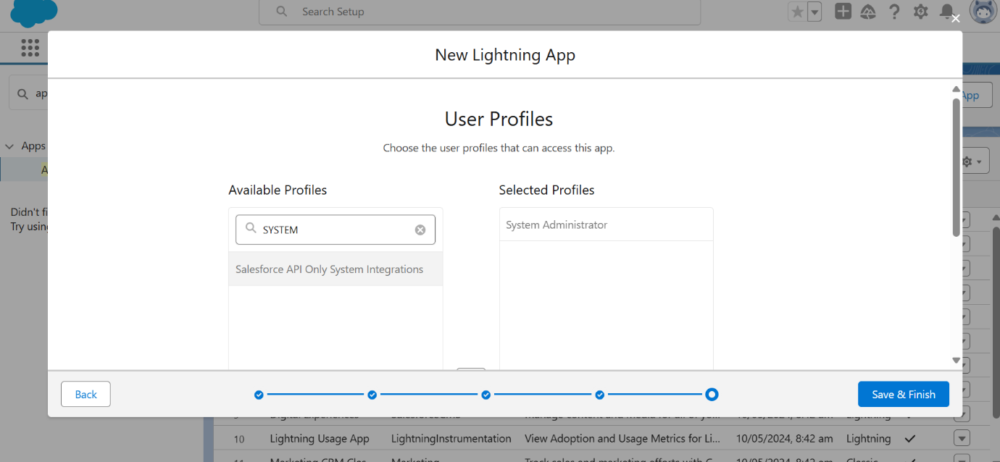 Search Setup
New Lightning App
ap
App
User Profiles
Choose the user profiles that can access this app.
Apps
A
Available Profiles
Selected Profiles
SYSTEM
System Administrator
Didn't fi
Try using
Salesforce API Only System Integrations
Back
Save & Finish
10 Lightning Usage App LightningInstrumentation View Adoption and Usage Metrics for Li... 10/05/2024, 8:42 am Lightning